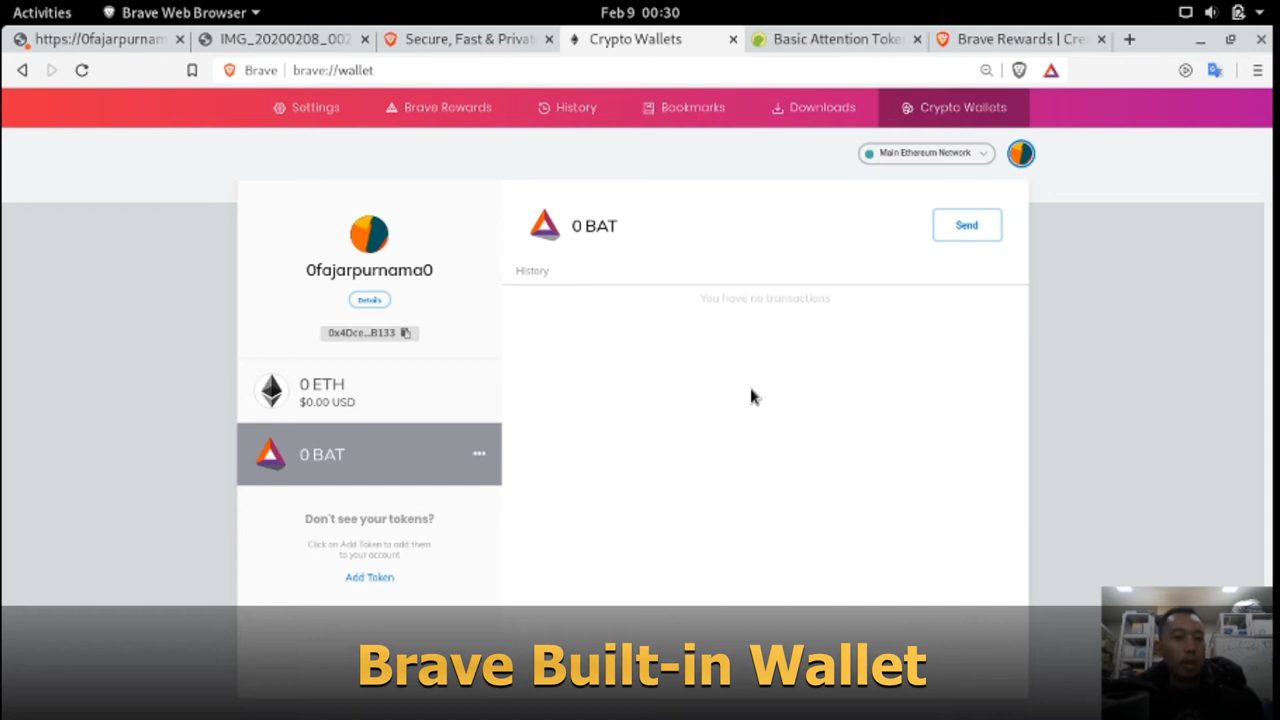 Activities
Brave Web Browser
Feb 9 00:30
https://0fajarpurnam
IMG_20200208_002
Secure, Fast & Privat
Crypto Wallets
Basic Attention Toke
Brave Rewards | Crea
Brave
brave://wallet
Settings
Brave Rewards
History
Bookmarks
Downloads
Crypto Wallets
Main Ethereum Network
0fajarpurnama0
Details
0x4Dce...B133
0 ETH
$0.00 USD
0 BAT
Don't see your tokens?
Click on Add Token to add them
to your account
Add Token
0 BAT
Send
History
You have no transactions
Brave Built-in Wallet